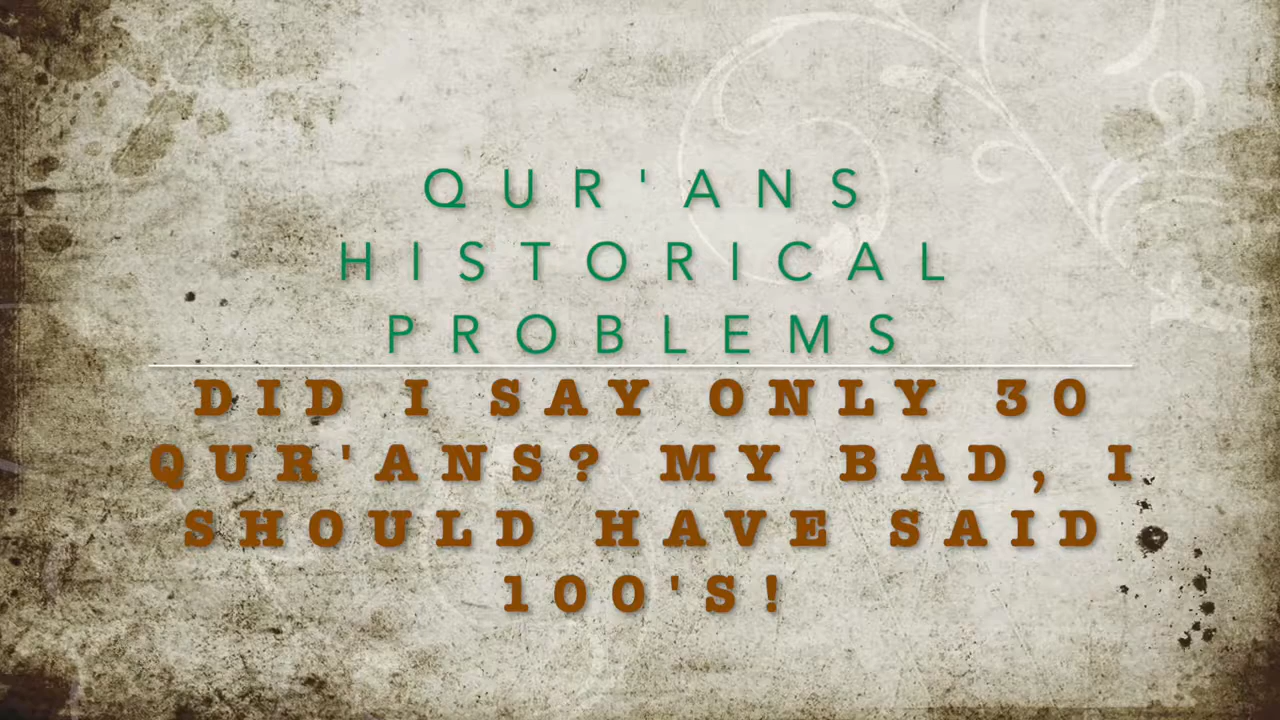 QUR'ANS
HISTORICAL
PROBLEMS
DID I SAY ONLY 30
QUR'ANS? MY BAD, I
SHOULD HAVE SAID
100'S!